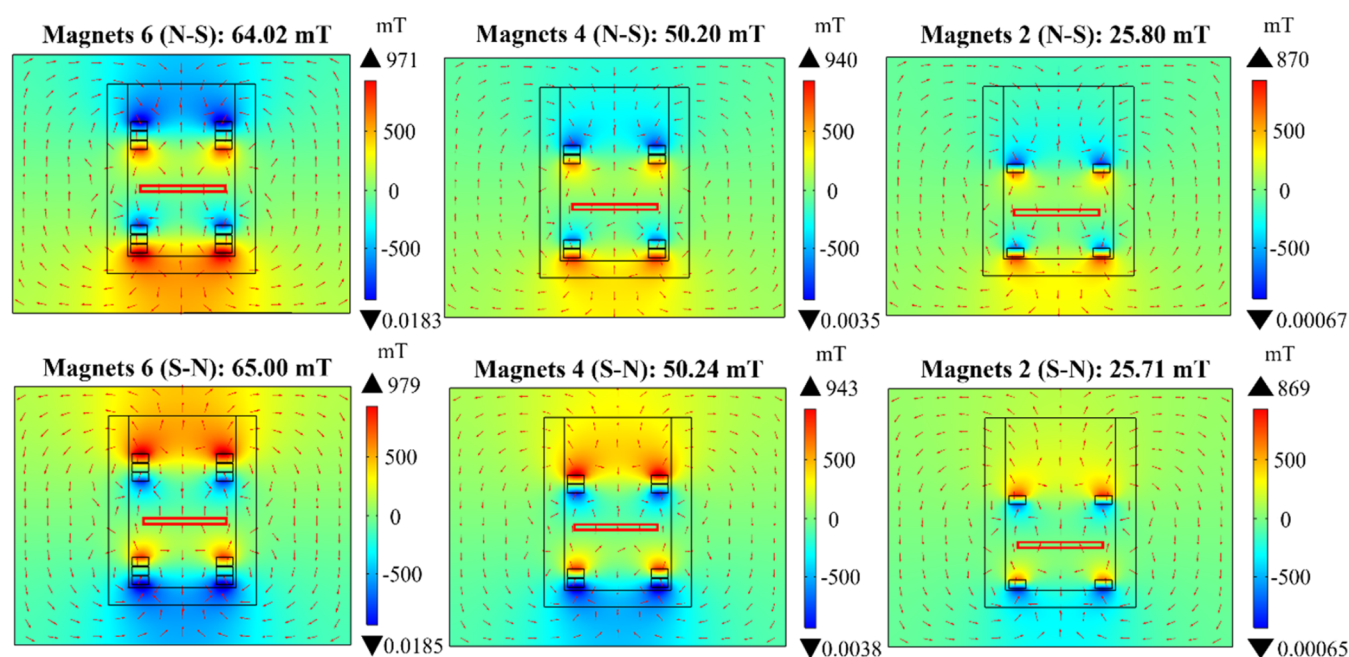 mT
mT
mT
Magnets 6 (N-S): 64.02 mT
Magnets 4 (N-S): 50.20 mT
Magnets 2 (N-S): 25.80 mT
971
940
870
500
500
500
0
0
0
-500
-500
-500
0.0183
0.0035
0.00067
mT
mT
mT
Magnets 6 (S-N): 65.00 mT
Magnets 4 (S-N): 50.24 mT
Magnets 2 (S-N): 25.71 mT
979
943
869
500
500
500
0
0
0
-500
-500
-500
0.0185
0.0038
0.00065